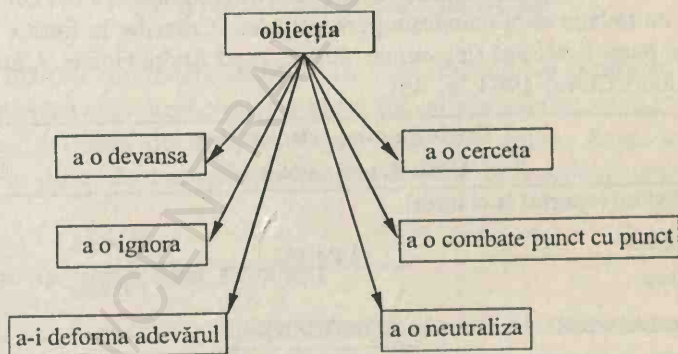 obiecția
a o devansa
a o cerceta
a o ignora
a o combate punct cu punct
a-i deforma adevărul
a o neutraliza